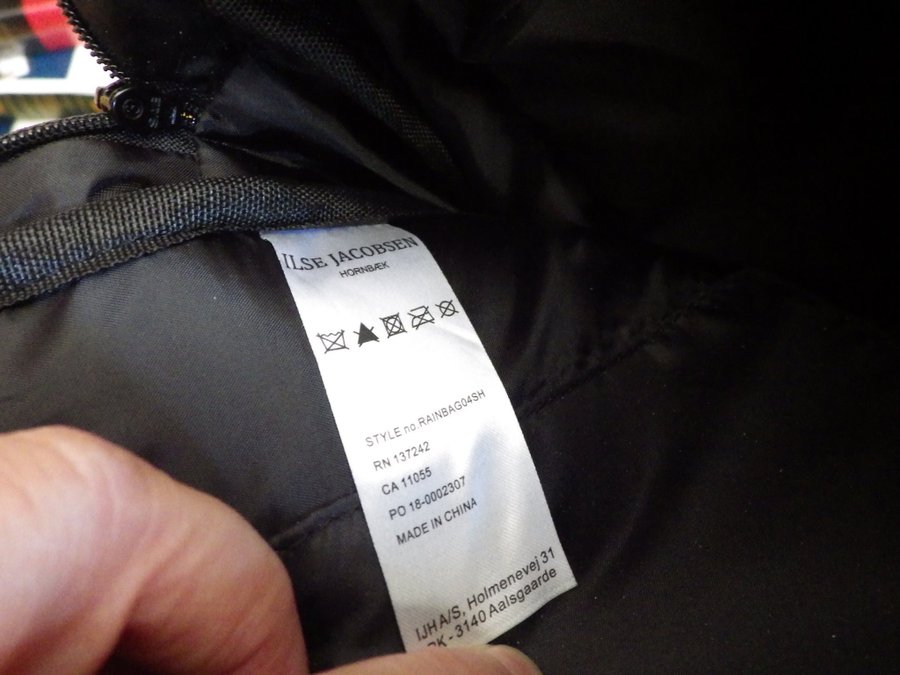 ILSE JACOBSEN
HORNBÆK
STYLE no.RAINBAG04SH
RN 137242
CA 11055
PO 18-0002307
MADE IN CHINA
IJH A/S, Holmenevej 31
- 3140 Aalsgaarde